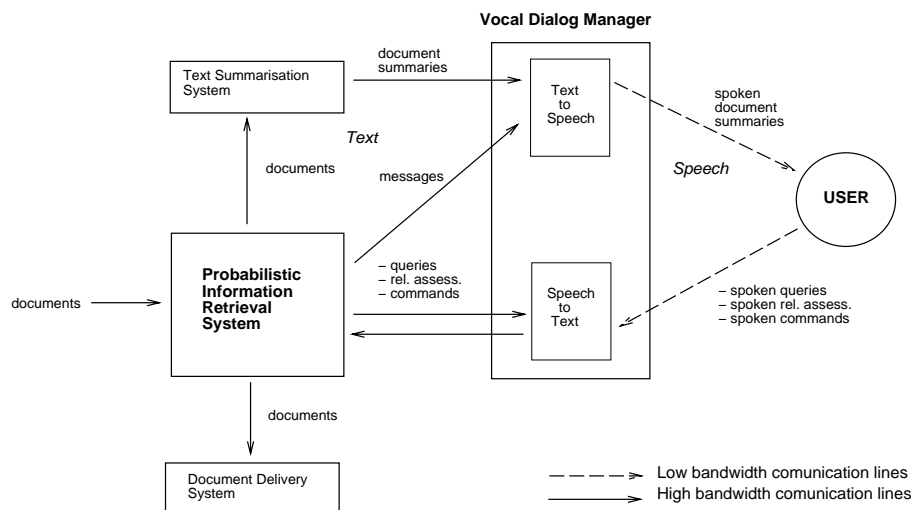 Vocal Dialog Manager
Text Summarisation
System
document
summaries
Text
to
Speech
spoken
document
summaries
Text
documents
messages
Speech
USER
Probabilistic
Information
Retrieval
System
documents
– queries
– rel. assess.
– commands
Speech
to
Text
– spoken queries
– spoken rel. assess.
– spoken commands
documents
Document Delivery
System
Low bandwidth comunication lines
High bandwidth comunication lines